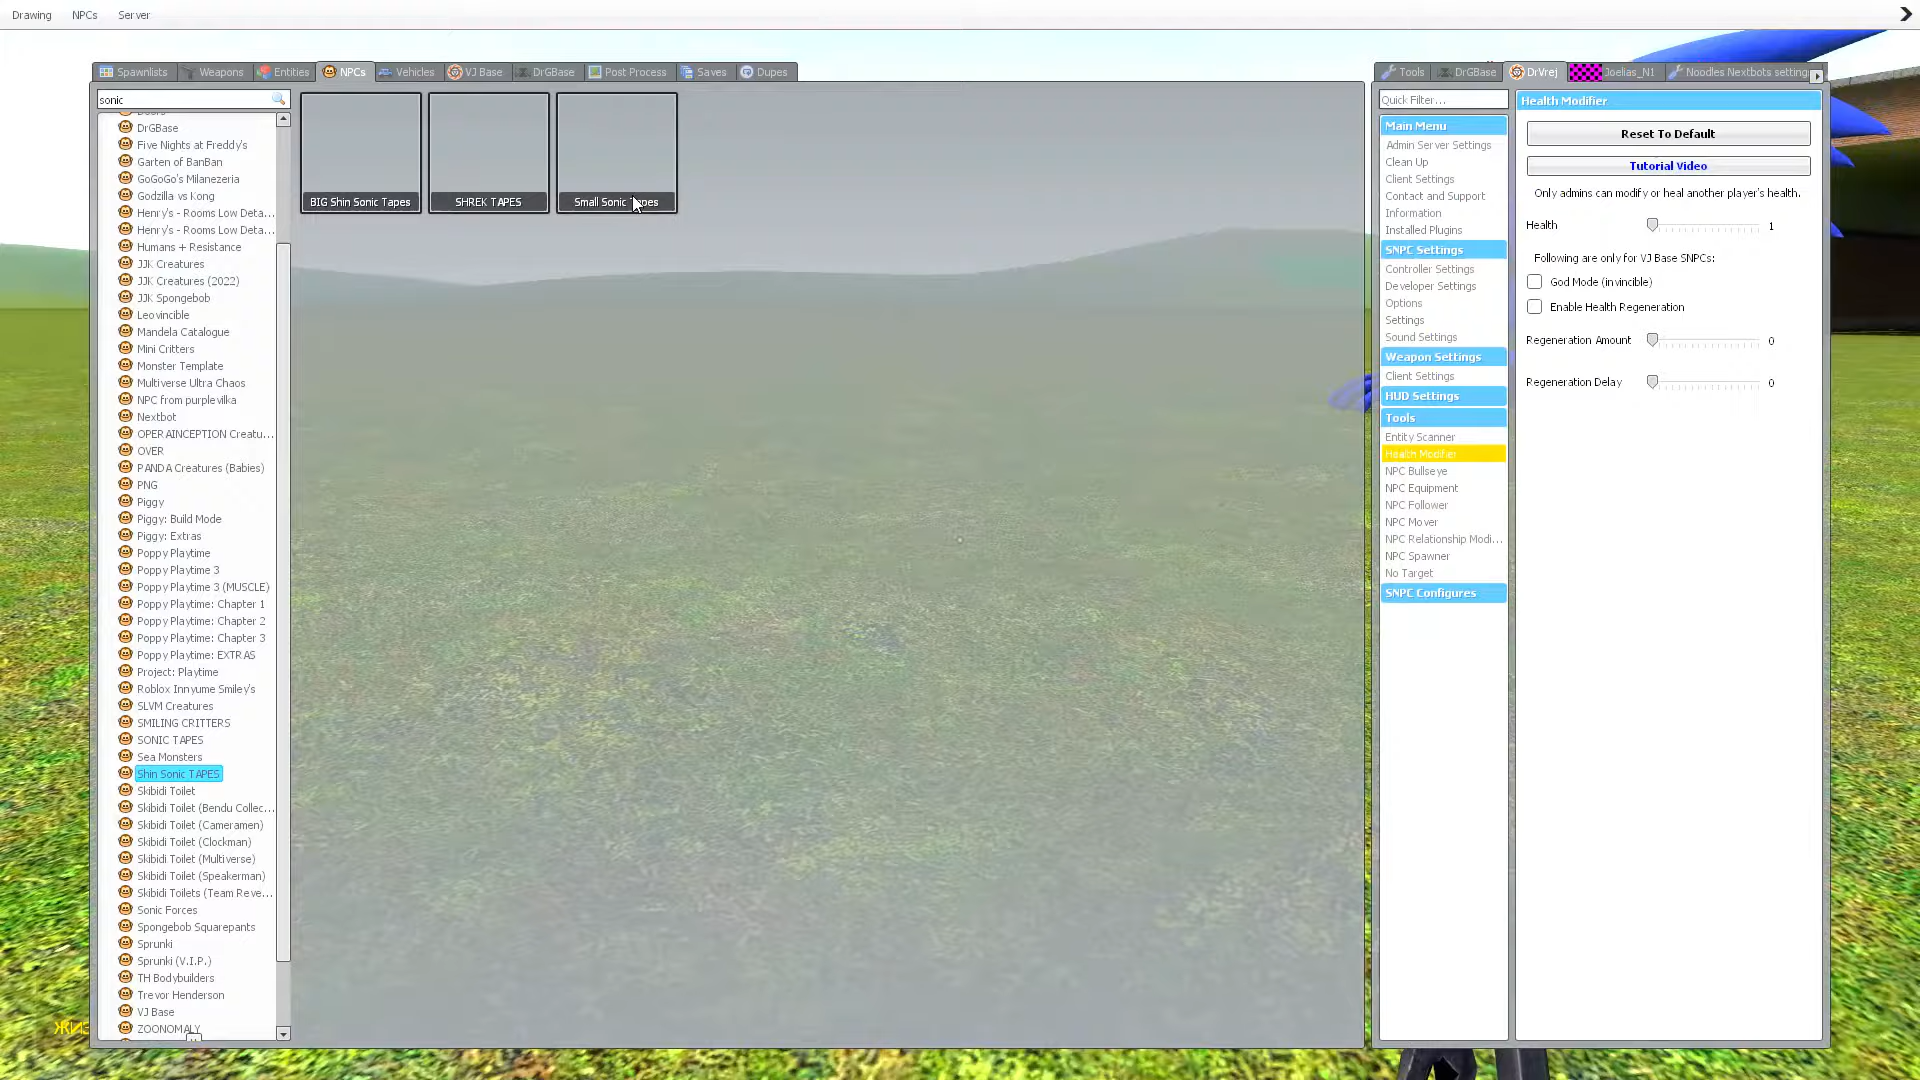 Drawing NPCs Server
Spawnlists Weapons Entities NPCs Vehicles VJ Base DrGBase Post Process Saves Dupes
sonic
DrGBase
Five Nights at Freddy's
Garten of BanBan
GoGoGo's Milanezeria
Godzilla vs Kong
Henry's - Rooms Low Deta...
Henry's - Rooms Low Deta...
Humans + Resistance
JJK Creatures
JJK Creatures (2022)
JJK Spongebob
Leovincible
Mandela Catalogue
Mini Critters
Monster Template
Multiverse Ultra Chaos
NPC from purplevilka
Nextbot
OPERAINCEPTION Creatu...
OVER
PANDA Creatures (Babies)
PNG
Piggy
Piggy: Build Mode
Piggy: Extras
Poppy Playtime
Poppy Playtime 3
Poppy Playtime 3 (MUSCLE)
Poppy Playtime: Chapter 1
Poppy Playtime: Chapter 2
Poppy Playtime: Chapter 3
Poppy Playtime: EXTRAS
Project: Playtime
Roblox Innyume Smiley's
SLVM Creatures
SMILING CRITTERS
SONIC TAPES
Sea Monsters
Shin Sonic TAPES
Skibidi Toilet
Skibidi Toilet (Bendu Collec...
Skibidi Toilet (Cameramen)
Skibidi Toilet (Clockman)
Skibidi Toilet (Multiverse)
Skibidi Toilet (Speakerman)
Skibidi Toilets (Team Reve...
Sonic Forces
Spongebob Squarepants
Sprunki
Sprunki (V.I.P.)
TH Bodybuilders
Trevor Henderson
VJ Base
ZOONOMALY
BIG Shin Sonic Tapes SHREK TAPES Small Sonic
Tools DrGBase DrVrej Joelias_N1 Noodles Nextbots setting
Quick Filter...
Main Menu
Admin Server Settings
Clean Up
Client Settings
Contact and Support
Information
Installed Plugins
SNPC Settings
Controller Settings
Developer Settings
Options
Settings
Sound Settings
Weapon Settings
Client Settings
HUD Settings
Tools
Entity Scanner
Health Modifier
NPC Bullseye
NPC Equipment
NPC Follower
NPC Mover
NPC Relationship Modi...
NPC Spawner
No Target
SNPC Configures
Health Modifier
Reset To Default
Tutorial Video
Only admins can modify or heal another player's health.
Health 1
Following are only for VJ Base SNPCs:
God Mode (invincible)
Enable Health Regeneration
Regeneration Amount 0
Regeneration Delay 0